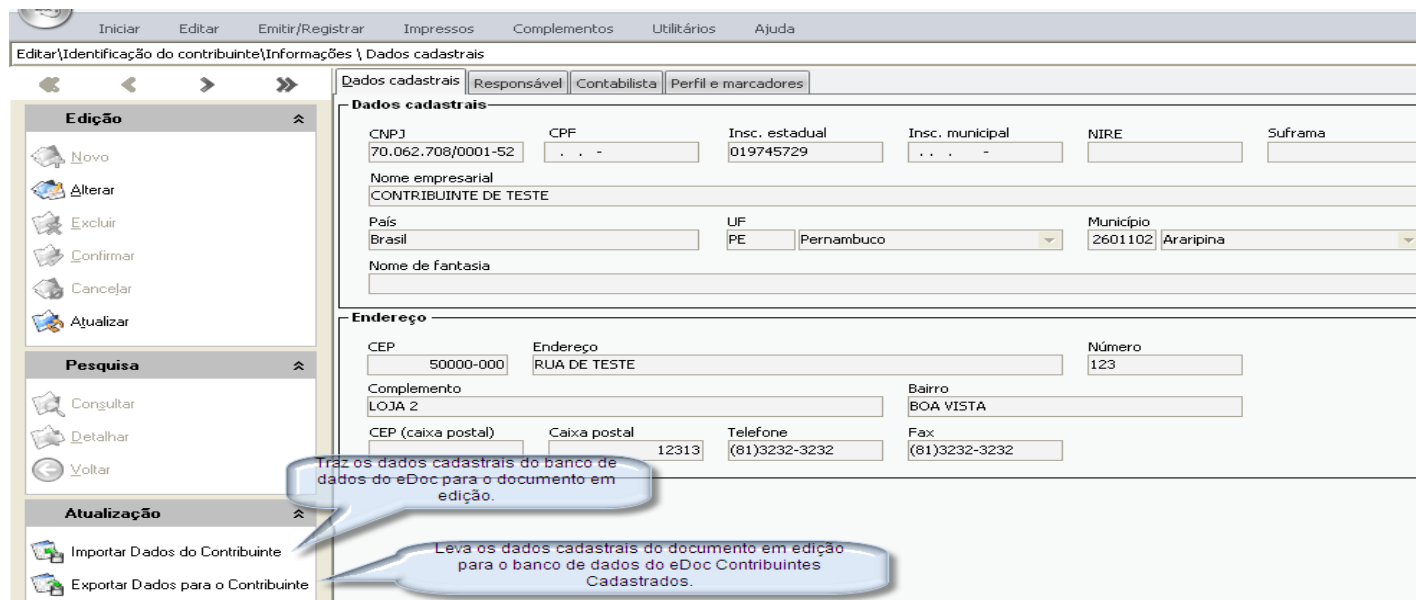 Iniciar Editar Emitir/Registrar Impressos Complementos Utilitários Ajuda
Editar\Identificação do contribuinte\Informações \ Dados cadastrais
Dados cadastrais Responsável Contabilista Perfil e marcadores
Edição
Novo
Alterar
Excluir
Confirmar
Cancelar
Atualizar
Pesquisa
Consultar
Detalhar
Voltar
Atualização
Importar Dados do Contribuinte
Exportar Dados para o Contribuinte
Dados cadastrais
CNPJ CPF Insc. estadual Insc. municipal NIRE Suframa
70.062.708/0001-52 . . - 019745729 . . . -
Nome empresarial
CONTRIBUINTE DE TESTE
País UF Município
Brasil PE Pernambuco 2601102 Araripina
Nome de fantasia
Endereço
CEP Endereço Número
50000-000 RUA DE TESTE 123
Complemento Bairro
LOJA 2 BOA VISTA
CEP (caixa postal) Caixa postal Telefone Fax
12313 (81)3232-3232 (81)3232-3232
Traz os dados cadastrais do banco de
dados do eDoc para o documento em
edição.
Leva os dados cadastrais do documento em edição
para o banco de dados do eDoc Contribuintes
Cadastrados.